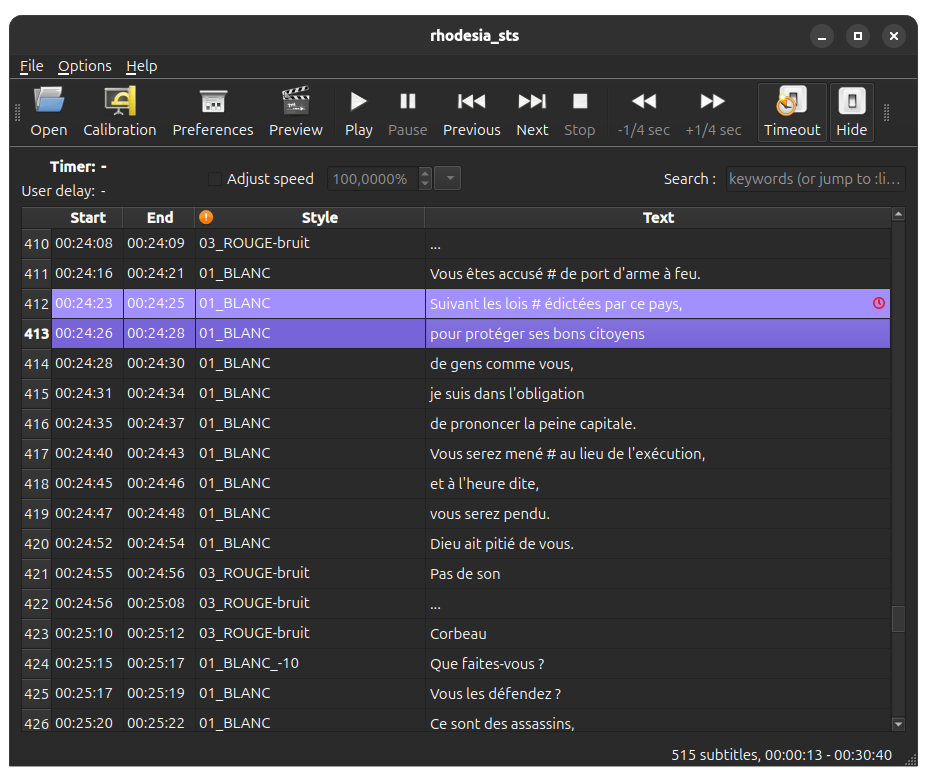 rhodesia_sts
File Options Help
Open Calibration Preferences Preview Play Pause Previous Next Stop -1/4 sec +1/4 sec Timeout Hide
Timer: -
User delay: -
Adjust speed 100,0000% Search : keywords (or jump to :li...
Start End Style Text
410 00:24:08 00:24:09 03_ROUGE-bruit ...
411 00:24:16 00:24:21 01_BLANC Vous êtes accusé # de port d'arme à feu.
412 00:24:23 00:24:25 01_BLANC Suivant les lois # édictées par ce pays,
413 00:24:26 00:24:28 01_BLANC pour protéger ses bons citoyens
414 00:24:28 00:24:30 01_BLANC de gens comme vous,
415 00:24:31 00:24:34 01_BLANC je suis dans l'obligation
416 00:24:35 00:24:37 01_BLANC de prononcer la peine capitale.
417 00:24:40 00:24:43 01_BLANC Vous serez mené # au lieu de l'exécution,
418 00:24:45 00:24:46 01_BLANC et à l'heure dite,
419 00:24:47 00:24:48 01_BLANC vous serez pendu.
420 00:24:52 00:24:54 01_BLANC Dieu ait pitié de vous.
421 00:24:55 00:24:56 03_ROUGE-bruit Pas de son
422 00:24:56 00:25:08 03_ROUGE-bruit ...
423 00:25:10 00:25:12 03_ROUGE-bruit Corbeau
424 00:25:15 00:25:17 01_BLANC_-10 Que faites-vous ?
425 00:25:17 00:25:19 01_BLANC Vous les défendez ?
426 00:25:20 00:25:22 01_BLANC Ce sont des assassins,
515 subtitles, 00:00:13 - 00:30:40